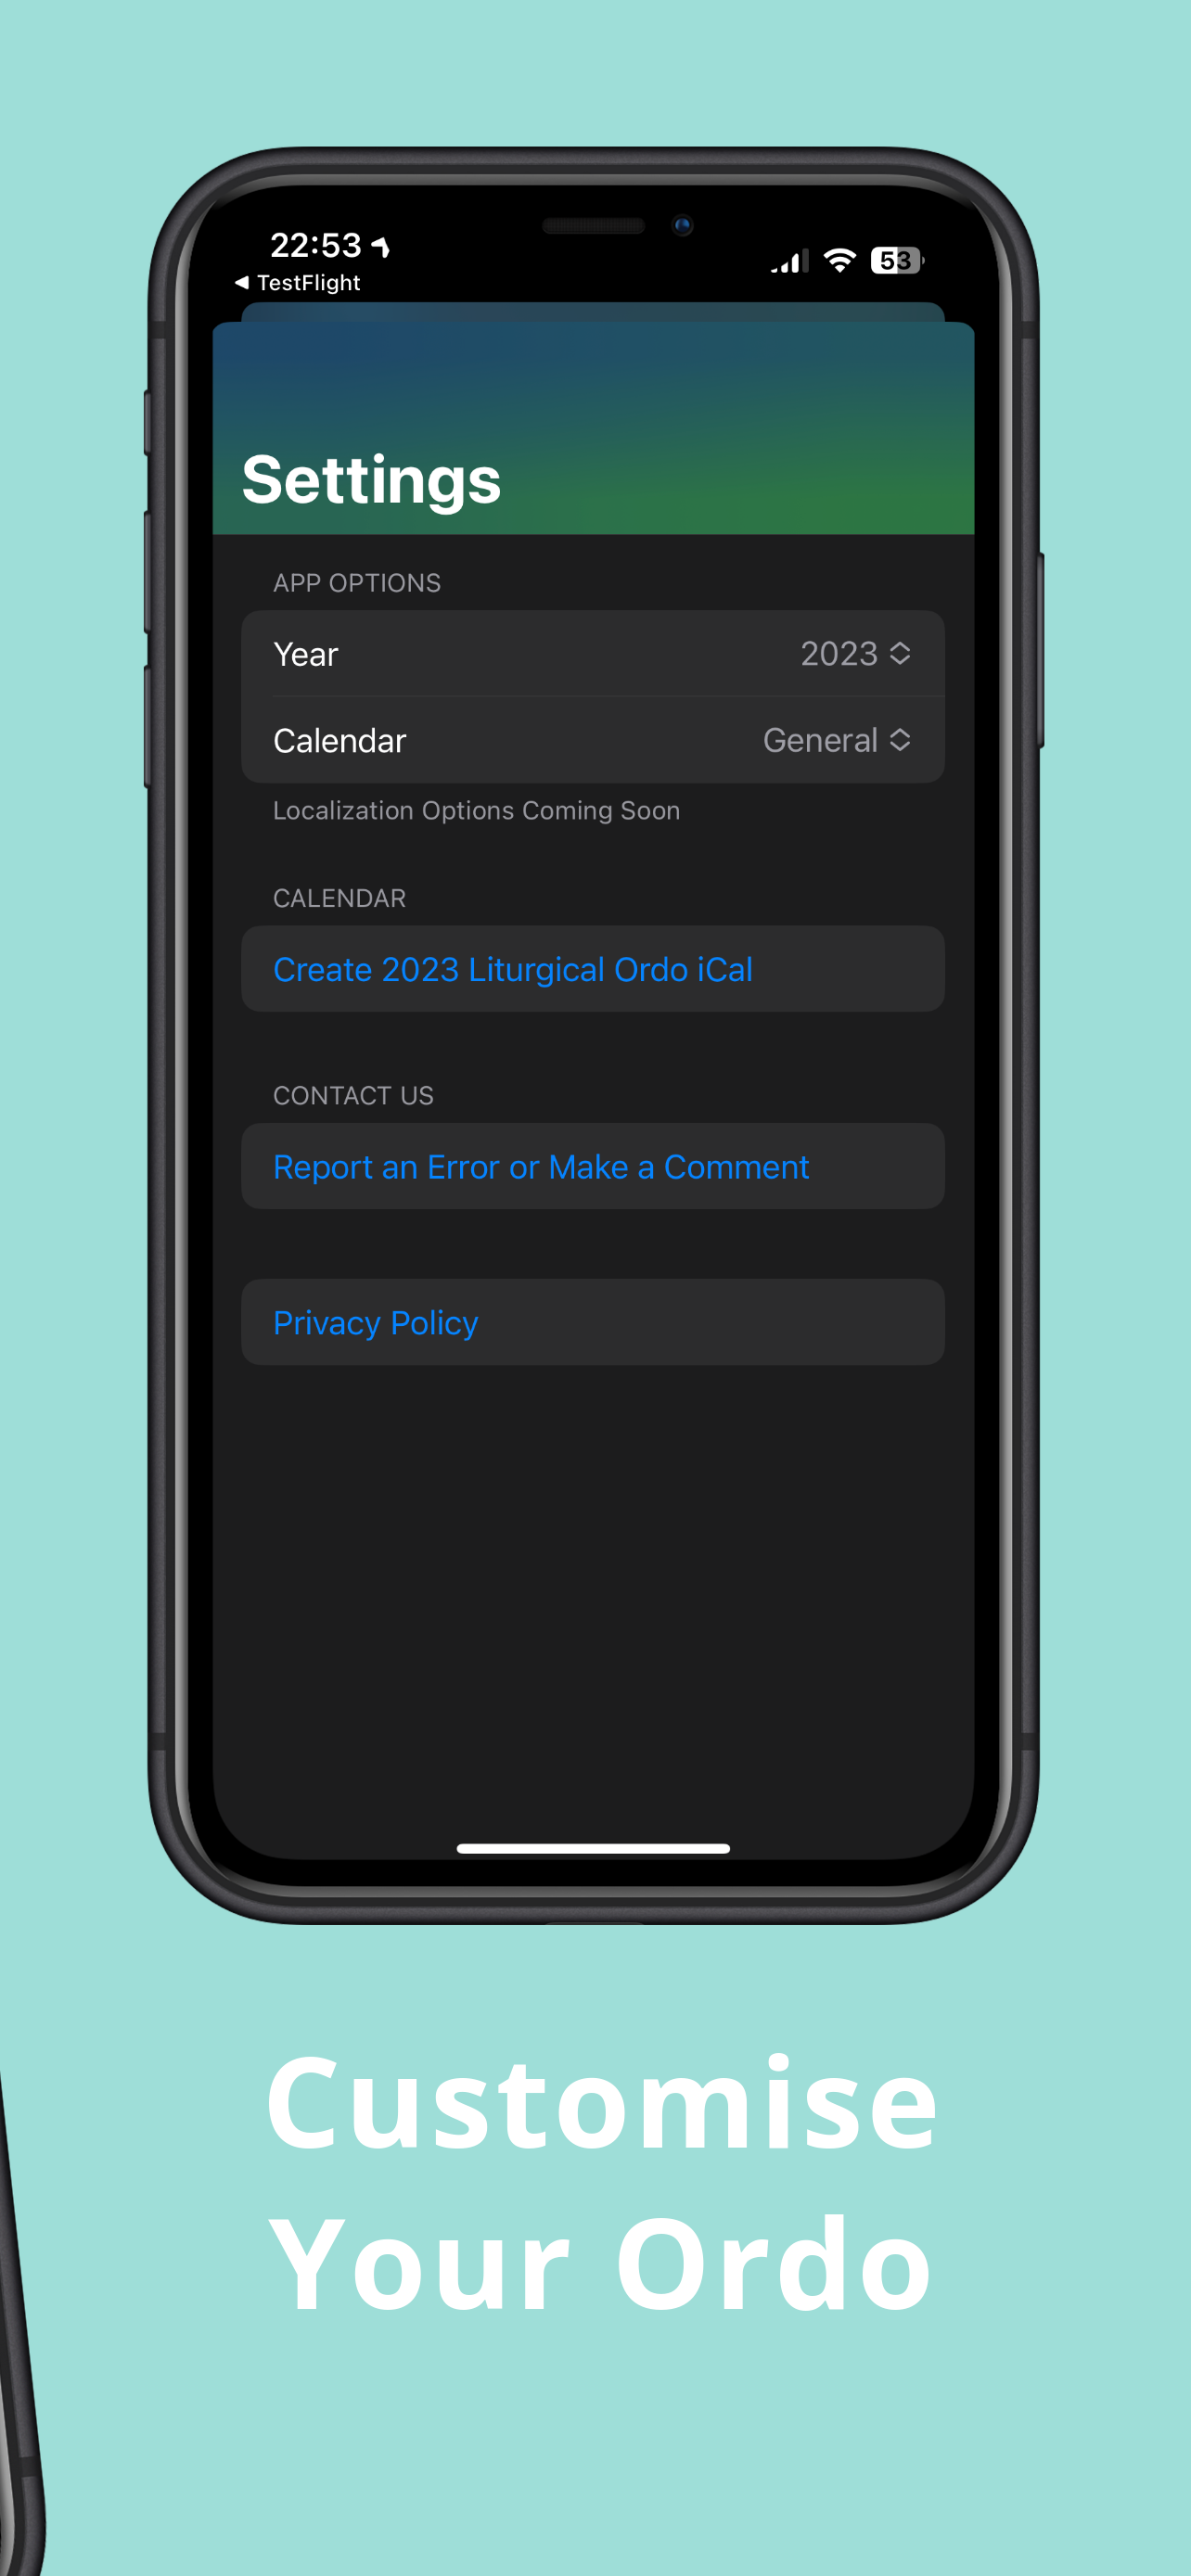 22:53
TestFlight
53
Settings
APP OPTIONS
Year 2023
Calendar General
Localization Options Coming Soon
CALENDAR
Create 2023 Liturgical Ordo iCal
CONTACT US
Report an Error or Make a Comment
Privacy Policy
Customise
Your Ordo